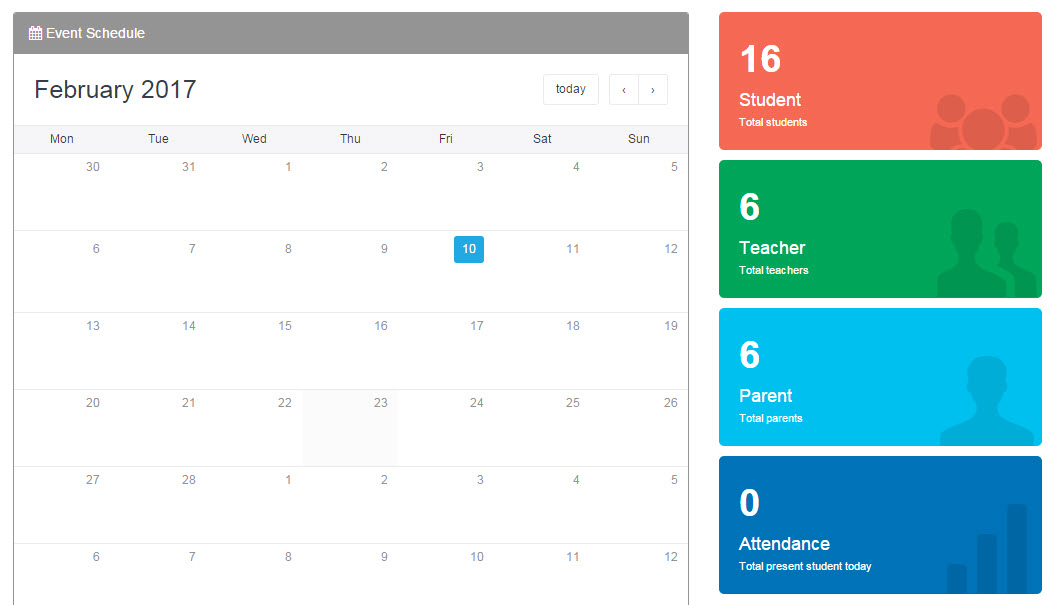 Event Schedule
February 2017
today ‹ ›
Mon Tue Wed Thu Fri Sat Sun
30 31 1 2 3 4 5
6 7 8 9 10 11 12
13 14 15 16 17 18 19
20 21 22 23 24 25 26
27 28 1 2 3 4 5
6 7 8 9 10 11 12
16
Student
Total students
6
Teacher
Total teachers
6
Parent
Total parents
0
Attendance
Total present student today